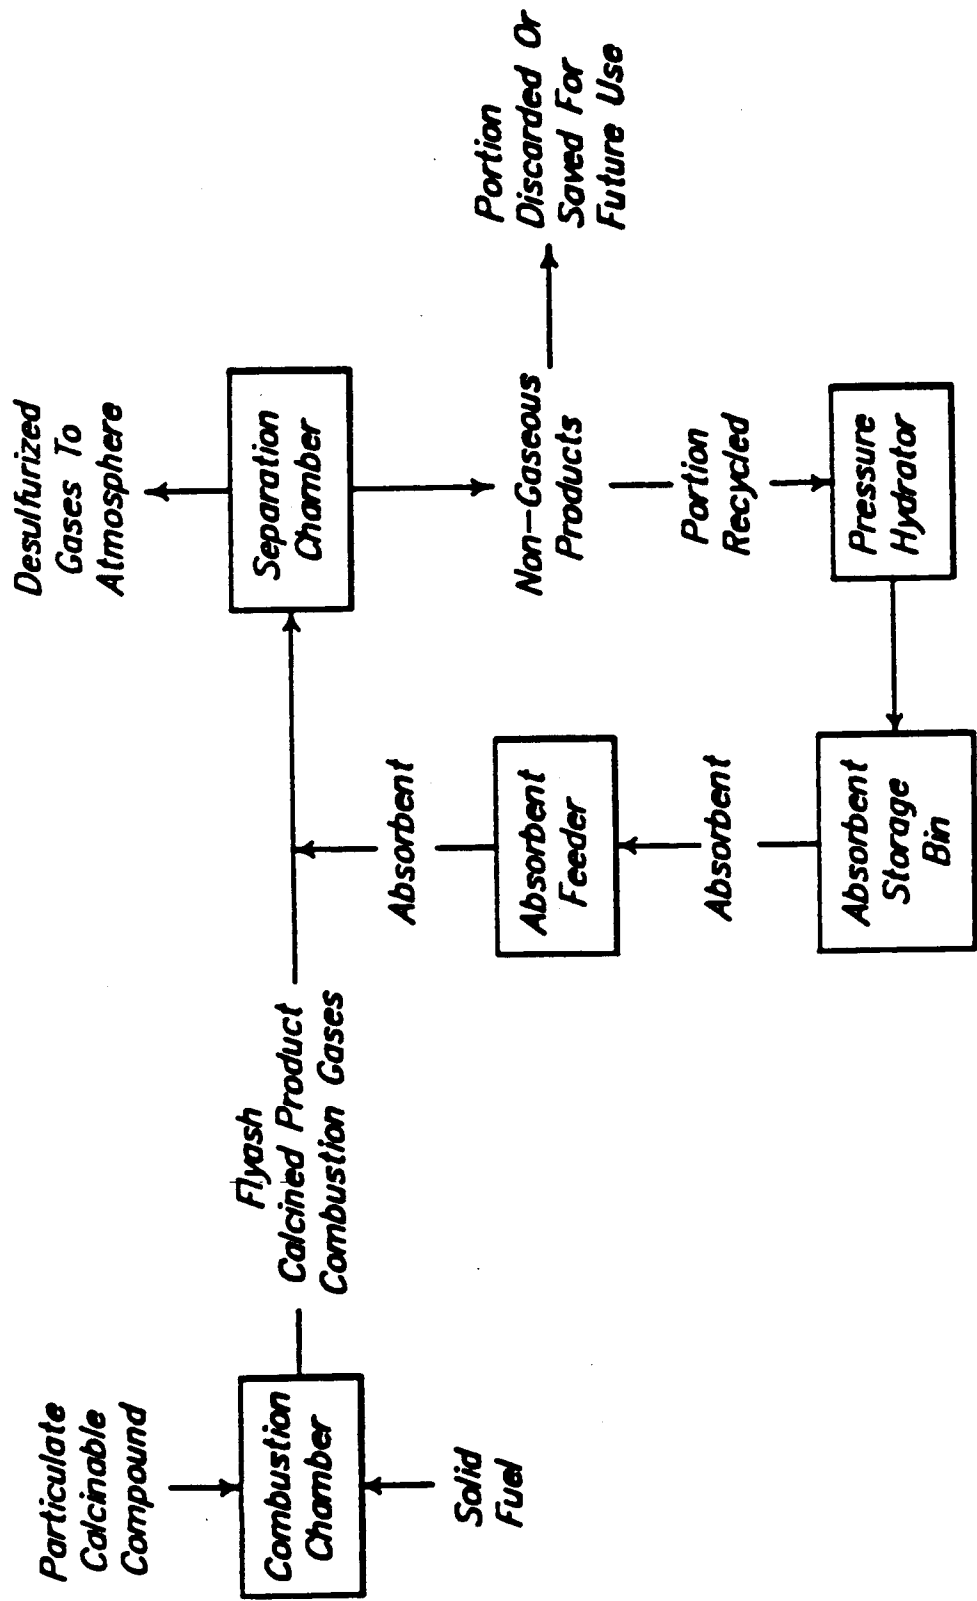 Particulate
Calcinable
Compound
Combustion
Chamber
Solid
Fuel
Flyash
Calcined Product
Combustion Gases
Desulfurized
Gases To
Atmosphere
Separation
Chamber
Absorbent
Absorbent
Feeder
Absorbent
Absorbent
Storage
Bin
Non-Gaseous
Products
Portion
Discarded Or
Saved For
Future Use
Portion
Recycled
Pressure
Hydrator